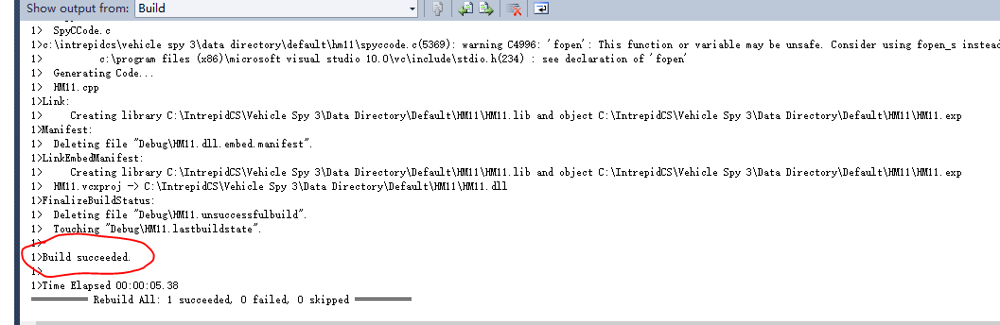 Show output from: Build
1>  SpyCCode.c
1>c:\intrepidcs\vehicle spy 3\data directory\default\hm11\spyccode.c(5369): warning C4996: 'fopen': This function or variable may be unsafe. Consider using fopen_s instead
1>          c:\program files (x86)\microsoft visual studio 10.0\vc\include\stdio.h(234) : see declaration of 'fopen'
1>  Generating Code...
1>  HM11.cpp
1>Link:
1>     Creating library C:\IntrepidCS\Vehicle Spy 3\Data Directory\Default\HM11\HM11.lib and object C:\IntrepidCS\Vehicle Spy 3\Data Directory\Default\HM11\HM11.exp
1>Manifest:
1>  Deleting file "Debug\HM11.dll.embed.manifest".
1>LinkEmbedManifest:
1>     Creating library C:\IntrepidCS\Vehicle Spy 3\Data Directory\Default\HM11\HM11.lib and object C:\IntrepidCS\Vehicle Spy 3\Data Directory\Default\HM11\HM11.exp
1>  HM11.vcxproj -> C:\IntrepidCS\Vehicle Spy 3\Data Directory\Default\HM11\HM11.dll
1>FinalizeBuildStatus:
1>  Deleting file "Debug\HM11.unsuccessfulbuild".
1>  Touching "Debug\HM11.lastbuildstate".
1>
1>Build succeeded.
1>
1>Time Elapsed 00:00:05.38
========== Rebuild All: 1 succeeded, 0 failed, 0 skipped ==========